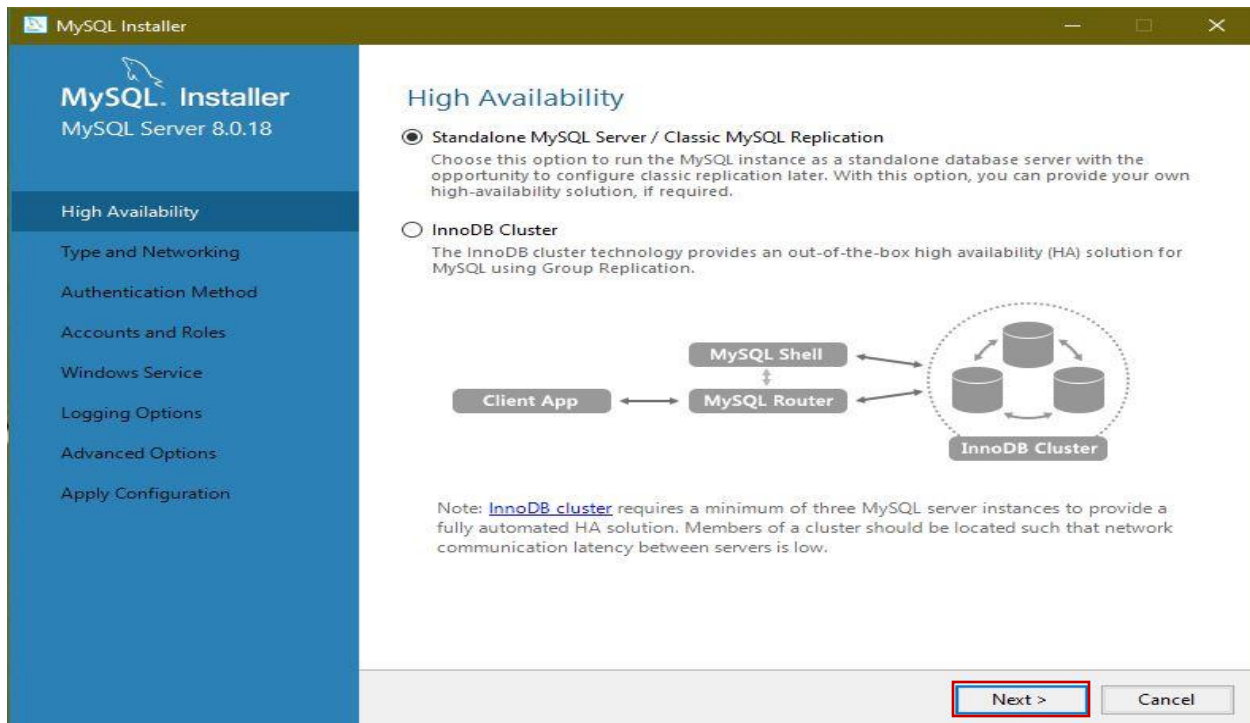 MySQL Installer
MySQL. Installer
MySQL Server 8.0.18
High Availability
Type and Networking
Authentication Method
Accounts and Roles
Windows Service
Logging Options
Advanced Options
Apply Configuration
High Availability
Standalone MySQL Server / Classic MySQL Replication
Choose this option to run the MySQL instance as a standalone database server with the
opportunity to configure classic replication later. With this option, you can provide your own
high-availability solution, if required.
InnoDB Cluster
The InnoDB cluster technology provides an out-of-the-box high availability (HA) solution for
MySQL using Group Replication.
MySQL Shell
Client App
MySQL Router
InnoDB Cluster
Note: InnoDB cluster requires a minimum of three MySQL server instances to provide a
fully automated HA solution. Members of a cluster should be located such that network
communication latency between servers is low.
Next >
Cancel